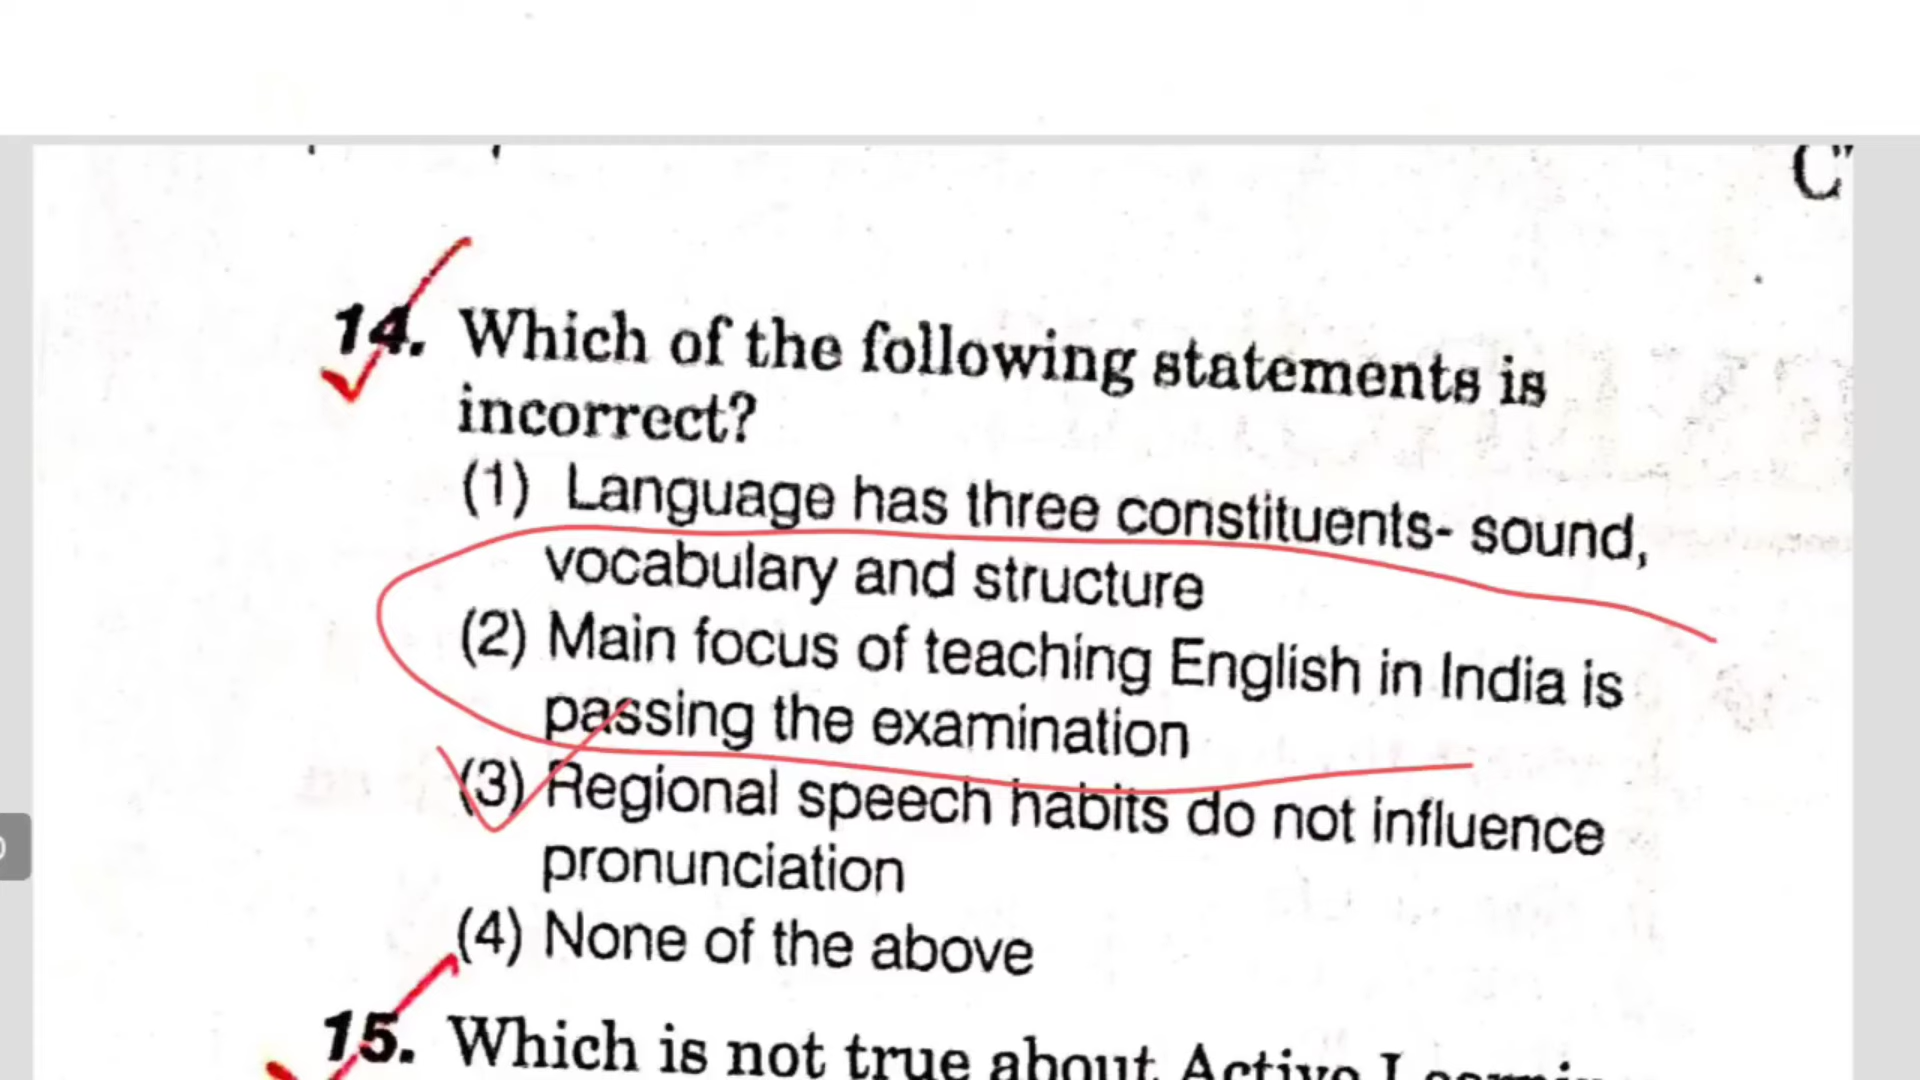 C"
14. Which of the following statements is
incorrect?
(1) Language has three constituents- sound,
vocabulary and structure
(2) Main focus of teaching English in India is
passing the examination
(3) Regional speech habits do not influence
pronunciation
(4) None of the above
15. Which is not true about Active